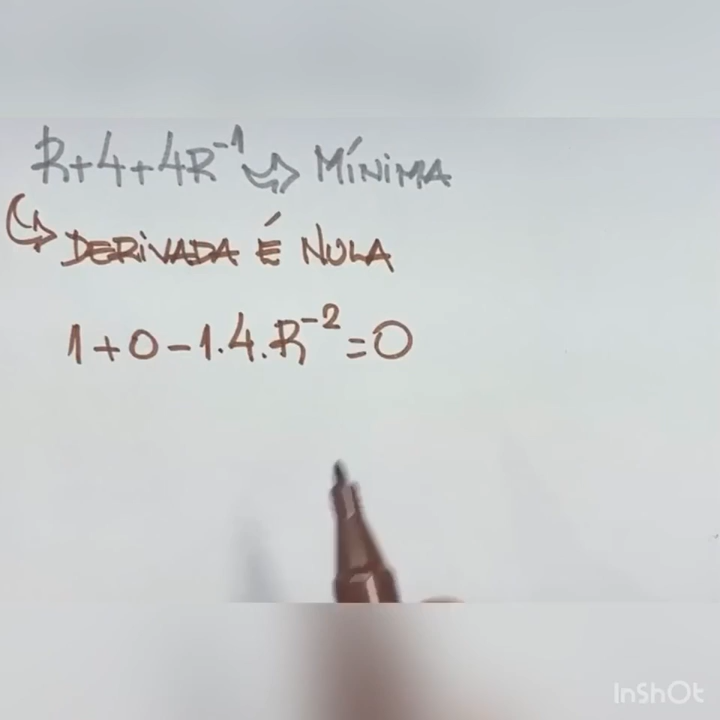 R+4+4R⁻¹ → MÍNIMA
↪ DERIVADA É NULA
1+0-1.4.R⁻²=0
InShOt